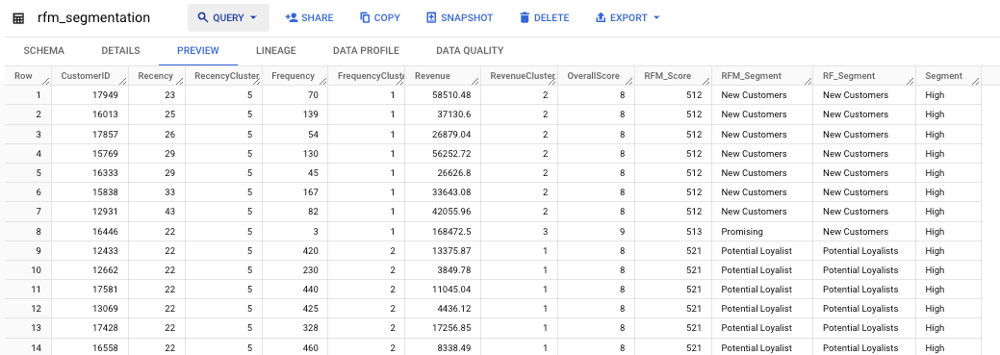 rfm_segmentation QUERY SHARE COPY SNAPSHOT DELETE EXPORT
SCHEMA DETAILS PREVIEW LINEAGE DATA PROFILE DATA QUALITY
Row CustomerID Recency RecencyCluster Frequency FrequencyCluste Revenue RevenueCluster OverallScore RFM_Score RFM_Segment RF_Segment Segment
1 17949 23 5 70 1 58510.48 2 8 512 New Customers New Customers High
2 16013 25 5 139 1 37130.6 2 8 512 New Customers New Customers High
3 17857 26 5 54 1 26879.04 2 8 512 New Customers New Customers High
4 15769 29 5 130 1 56252.72 2 8 512 New Customers New Customers High
5 16333 29 5 45 1 26626.8 2 8 512 New Customers New Customers High
6 15838 33 5 167 1 33643.08 2 8 512 New Customers New Customers High
7 12931 43 5 82 1 42055.96 2 8 512 New Customers New Customers High
8 16446 22 5 3 1 168472.5 3 9 513 Promising New Customers High
9 12433 22 5 420 2 13375.87 1 8 521 Potential Loyalist Potential Loyalists High
10 12662 22 5 230 2 3849.78 1 8 521 Potential Loyalist Potential Loyalists High
11 17581 22 5 440 2 11045.04 1 8 521 Potential Loyalist Potential Loyalists High
12 13069 22 5 425 2 4436.12 1 8 521 Potential Loyalist Potential Loyalists High
13 17428 22 5 328 2 17256.85 1 8 521 Potential Loyalist Potential Loyalists High
14 16558 22 5 460 2 8338.49 1 8 521 Potential Loyalist Potential Loyalists High